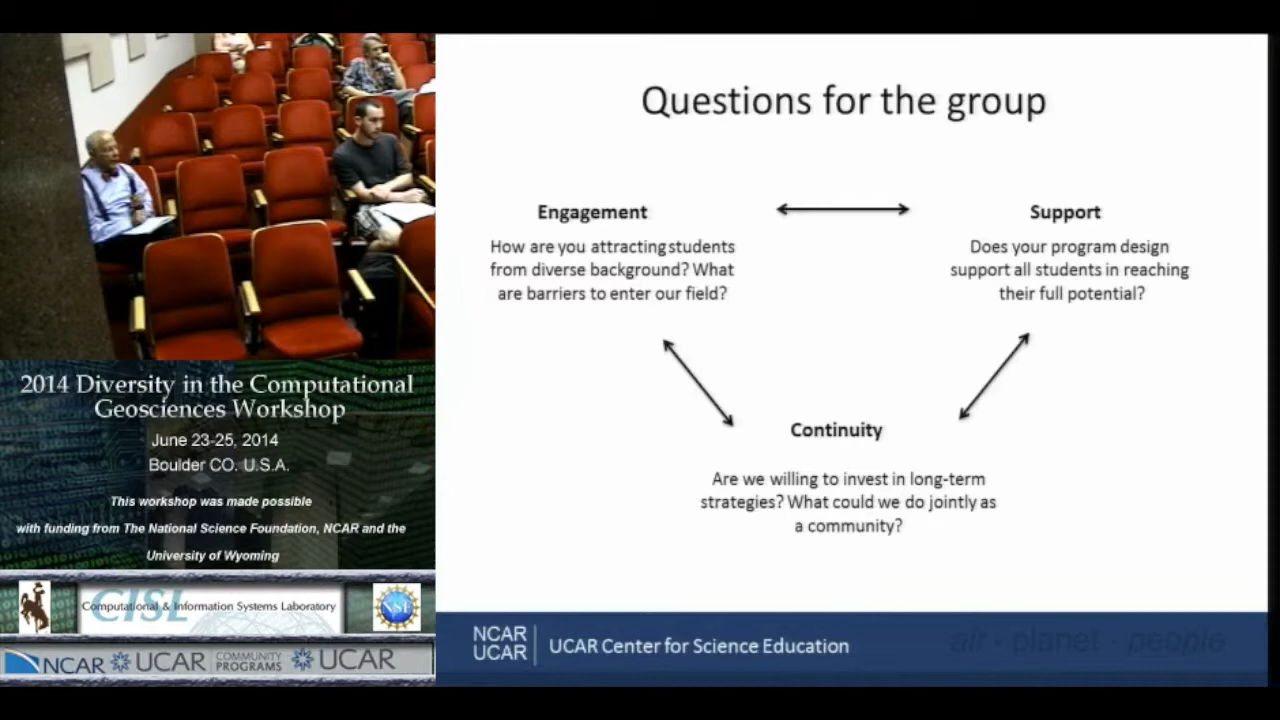 Questions for the group
Engagement
How are you attracting students
from diverse background? What
are barriers to enter our field?
Support
Does your program design
support all students in reaching
their full potential?
Continuity
Are we willing to invest in long-term
strategies? What could we do jointly as
a community?
NCAR
UCAR
UCAR Center for Science Education
air · planet · people
2014 Diversity in the Computational
Geosciences Workshop
June 23-25, 2014
Boulder CO. U.S.A.
This workshop was made possible
with funding from The National Science Foundation, NCAR and the
University of Wyoming
CISL
Computational & Information Systems Laboratory
NSF
NCAR
UCAR
COMMUNITY
PROGRAMS
UCAR